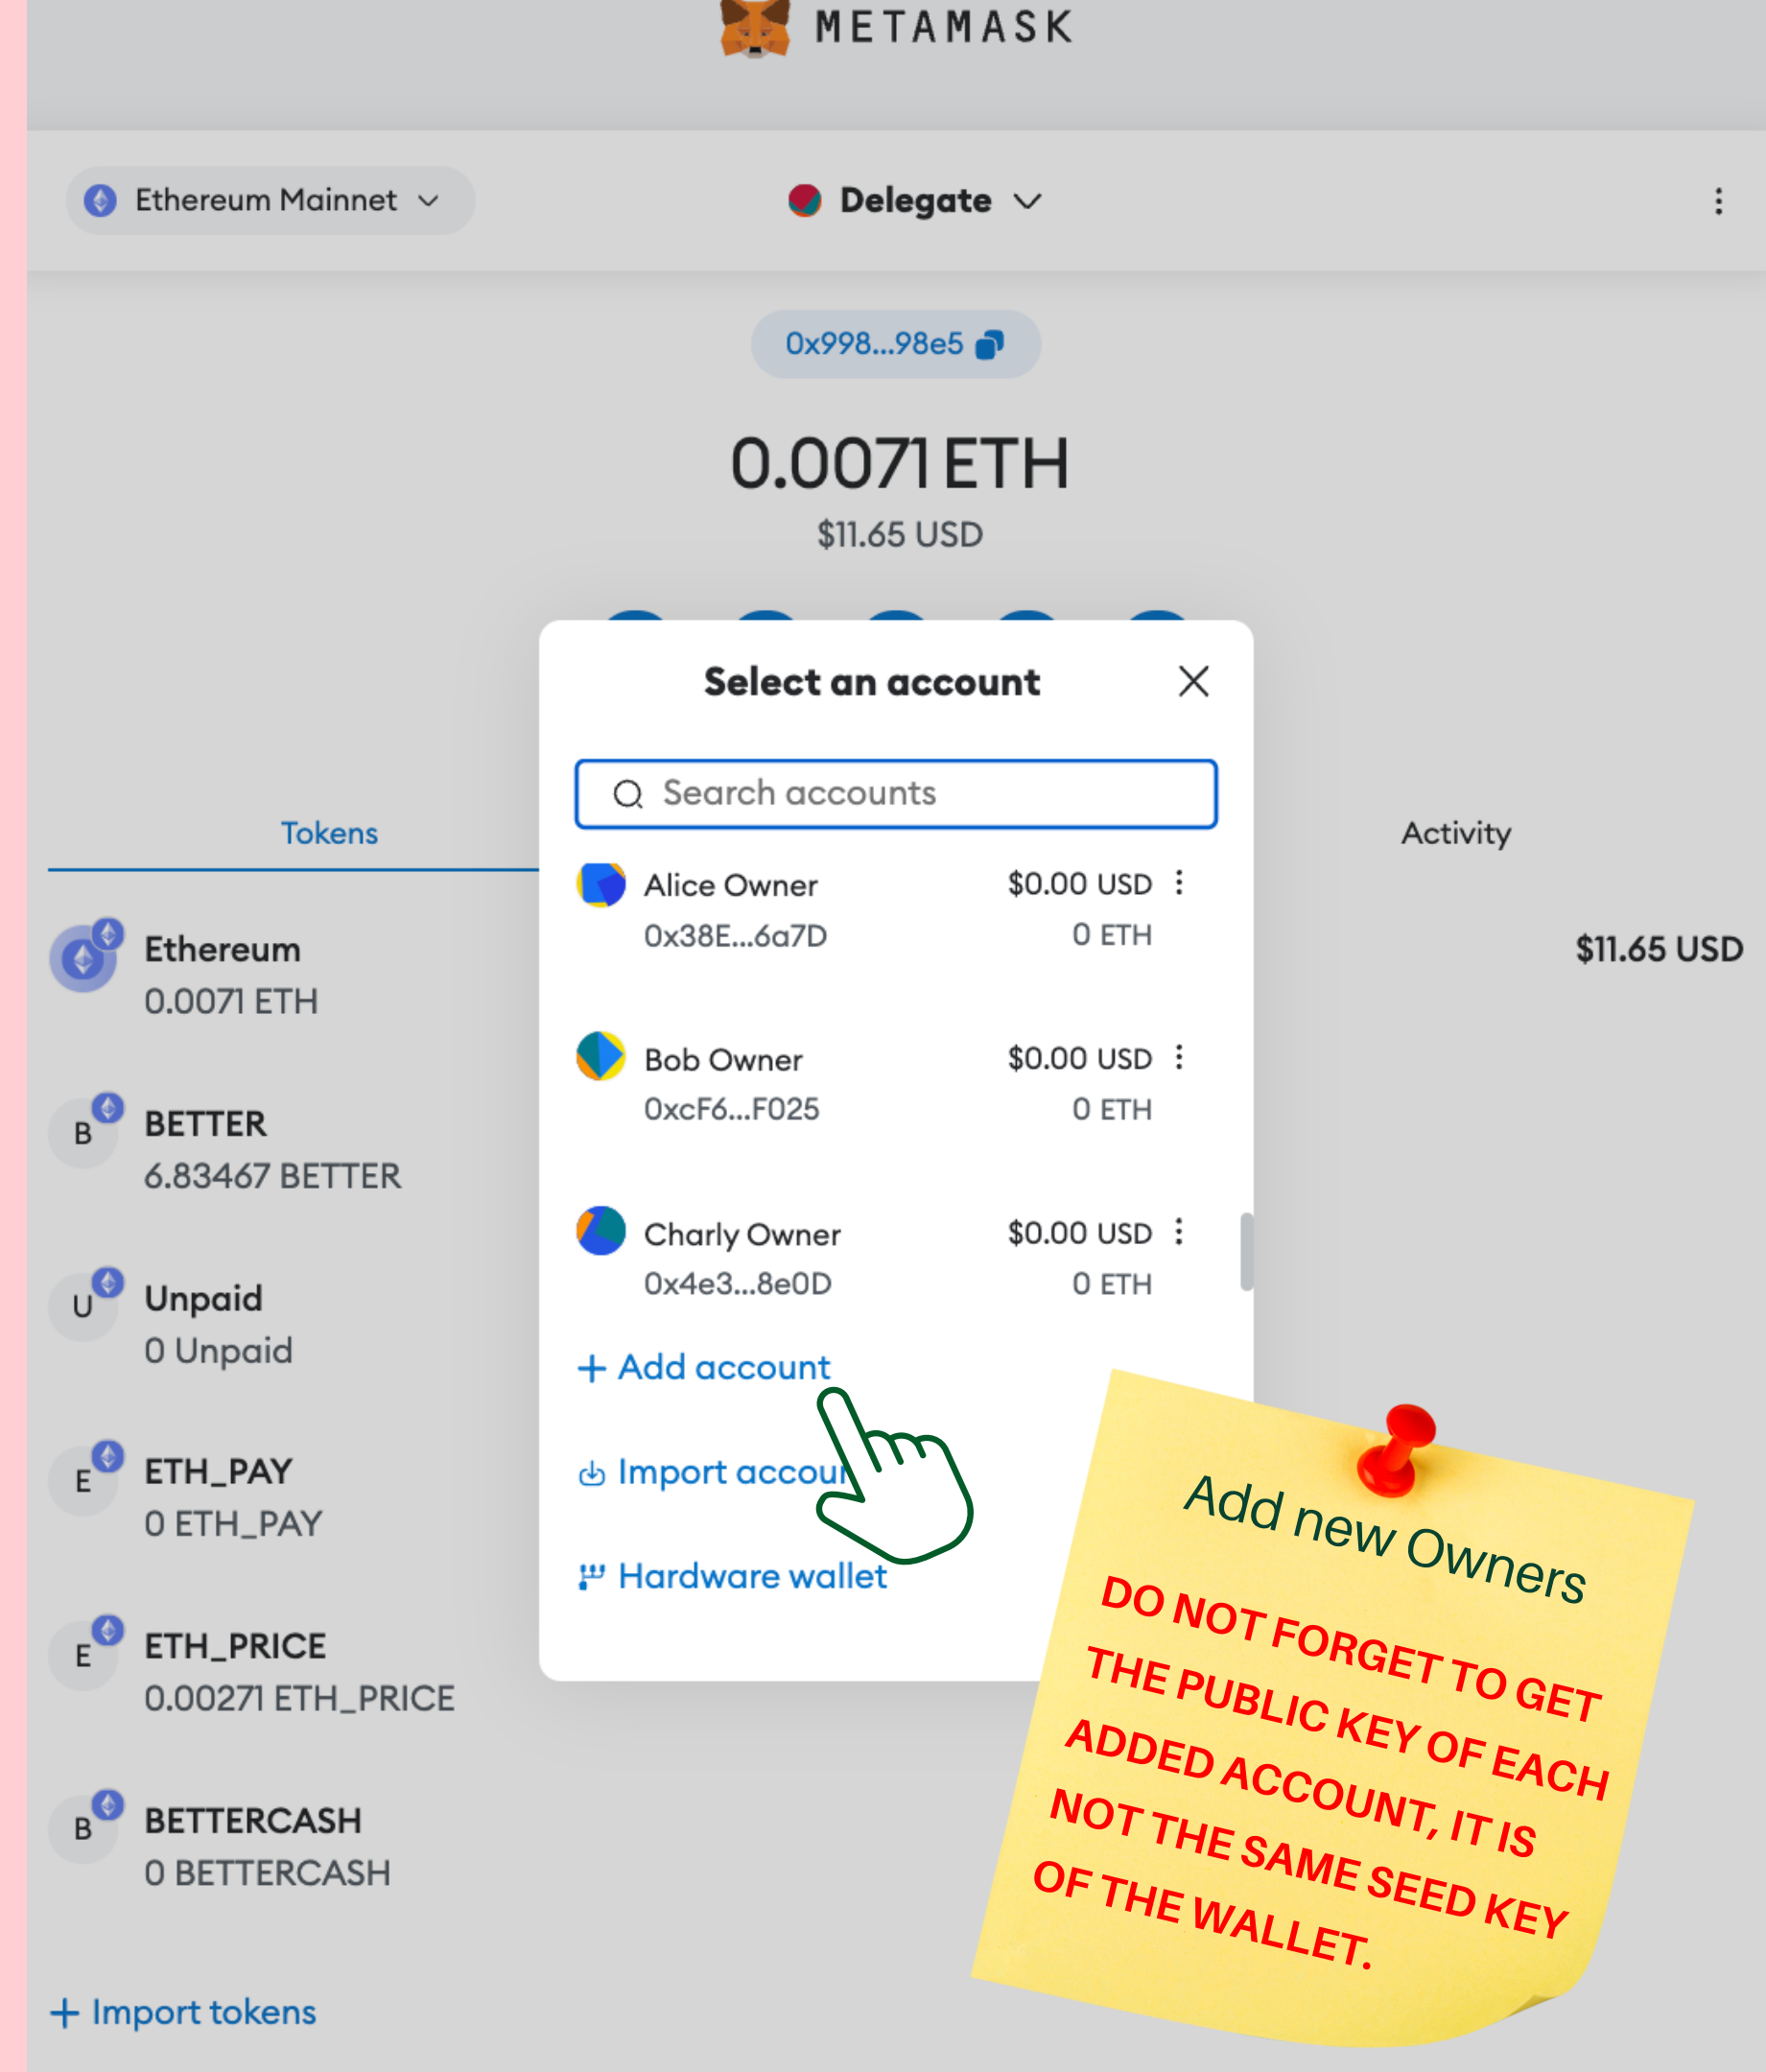 METAMASK
Ethereum Mainnet
Delegate
0x998...98e5
0.0071 ETH
$11.65 USD
Select an account
Search accounts
Tokens
Activity
Alice Owner $0.00 USD
0x38E...6a7D 0 ETH
Bob Owner $0.00 USD
0xcF6...F025 0 ETH
Charly Owner $0.00 USD
0x4e3...8e0D 0 ETH
+ Add account
Import accoun
Hardware wallet
Ethereum $11.65 USD
0.0071 ETH
B BETTER
6.83467 BETTER
U Unpaid
0 Unpaid
E ETH_PAY
0 ETH_PAY
E ETH_PRICE
0.00271 ETH_PRICE
B BETTERCASH
0 BETTERCASH
+ Import tokens
Add new Owners
DO NOT FORGET TO GET
THE PUBLIC KEY OF EACH
ADDED ACCOUNT, IT IS
NOT THE SAME SEED KEY
OF THE WALLET.